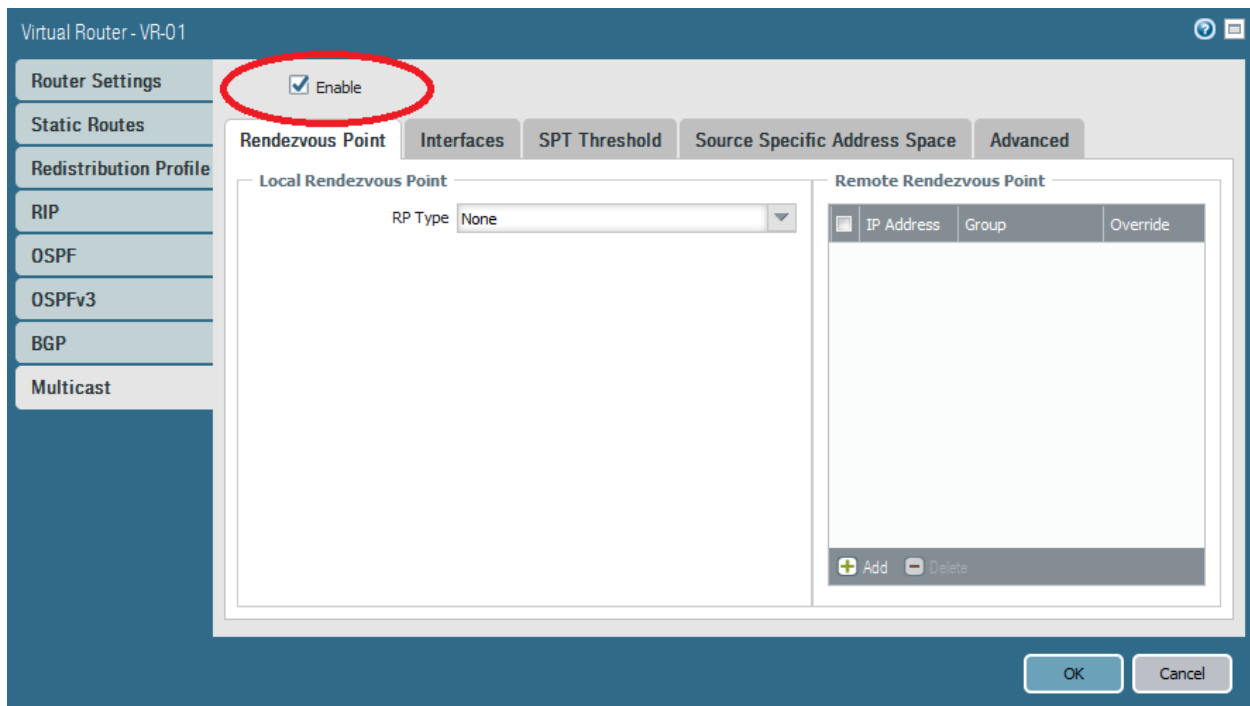 Virtual Router - VR-01
Router Settings
Static Routes
Redistribution Profile
RIP
OSPF
OSPFv3
BGP
Multicast
Enable
Rendezvous Point
Interfaces
SPT Threshold
Source Specific Address Space
Advanced
Local Rendezvous Point
RP Type None
Remote Rendezvous Point
IP Address Group Override
Add Delete
OK Cancel